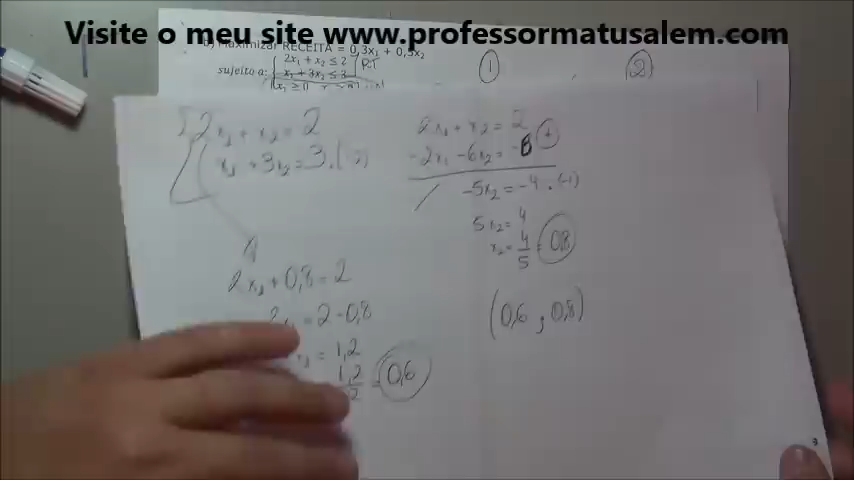 Visite o meu site www.professormatusalem.com
Maximizar RECEITA = 0,3x₁ + 0,5x₂
sujeito a: { 2x₁ + x₂ ≤ 2
x₁ + 3x₂ ≤ 3
1
2
2x₁ + x₂ = 2
x₁ + 3x₂ = 3 .(-2)
2x₁ + x₂ = 2
-2x₁ - 6x₂ = -6 (+)
-5x₂ = -4 . (-1)
5x₂ = 4
x₂ = 4/5 = 0,8
2x₁ + 0,8 = 2
2x₁ = 2 - 0,8
= 1,2
1,2/2 = 0,6
(0,6 ; 0,8)